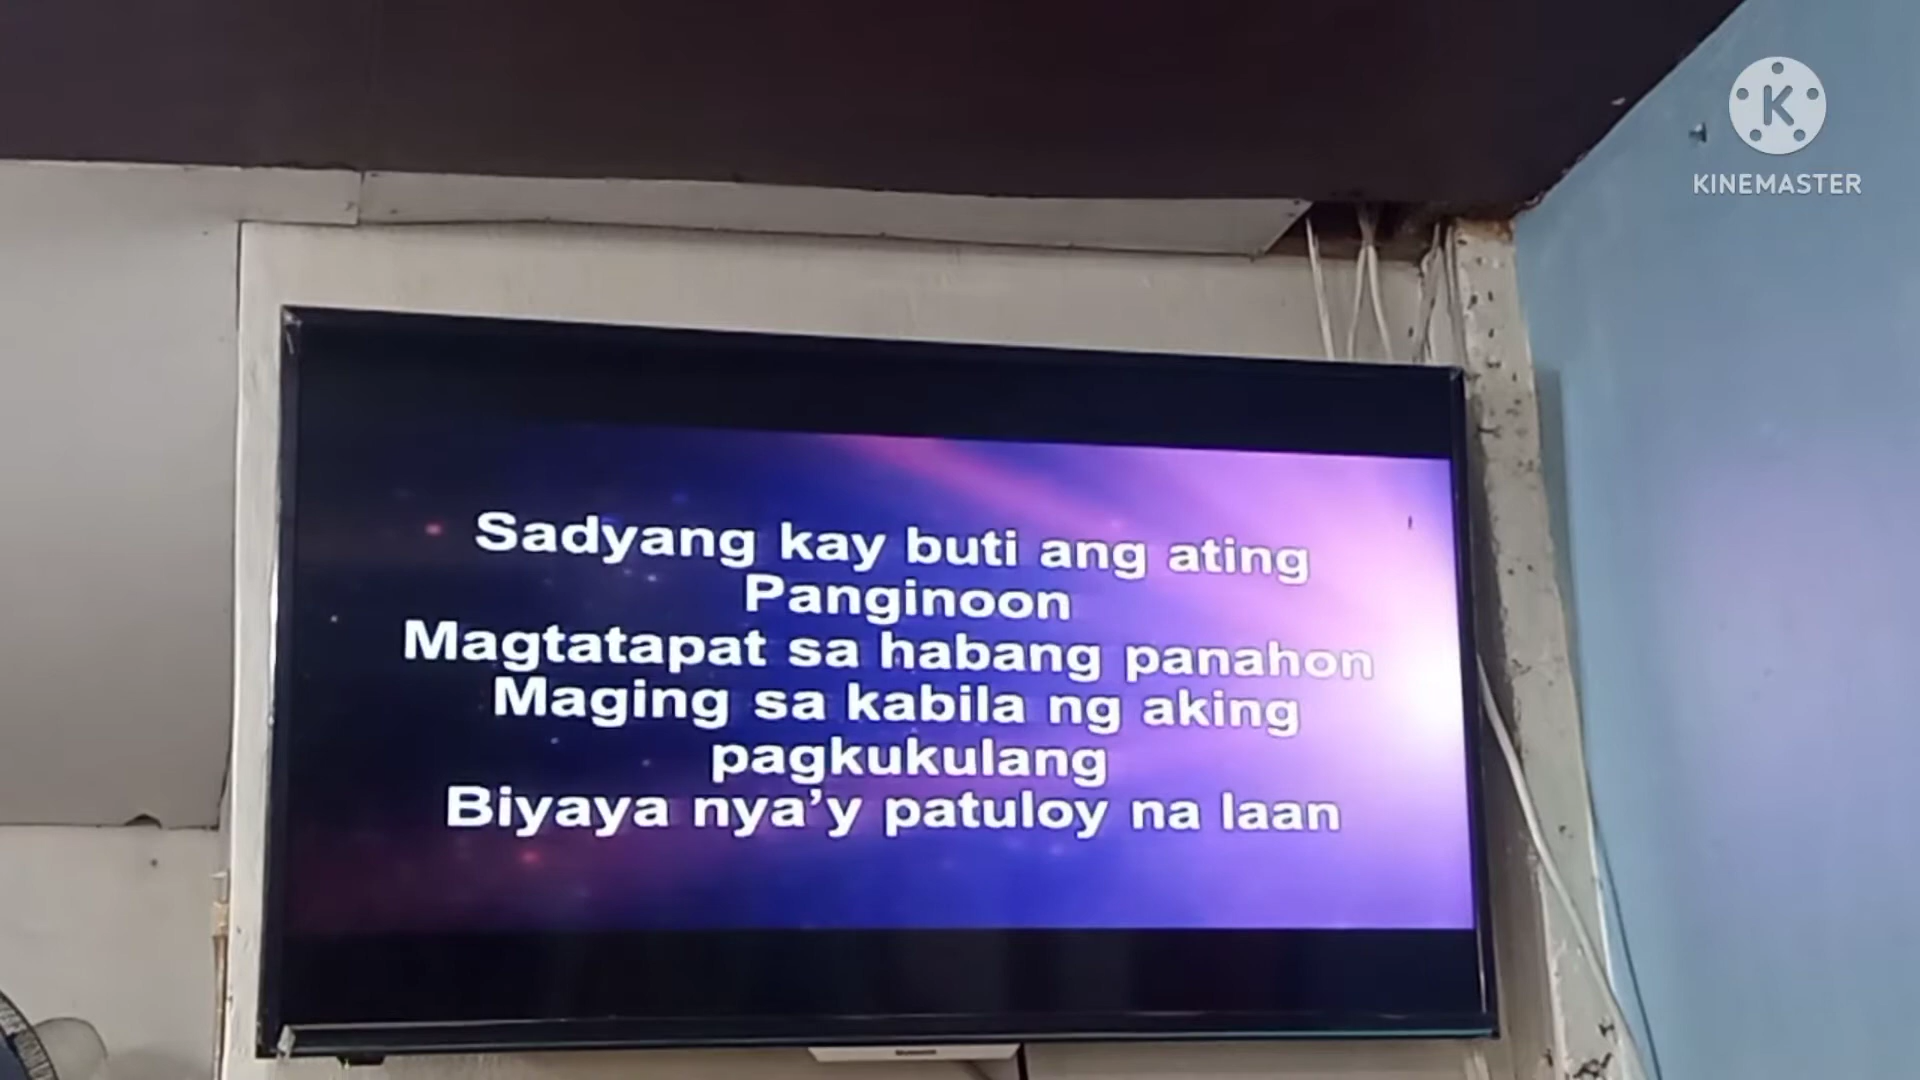 K
KINEMASTER
Sadyang kay buti ang ating
Panginoon
Magtatapat sa habang panahon
Maging sa kabila ng aking
pagkukulang
Biyaya nya’y patuloy na laan